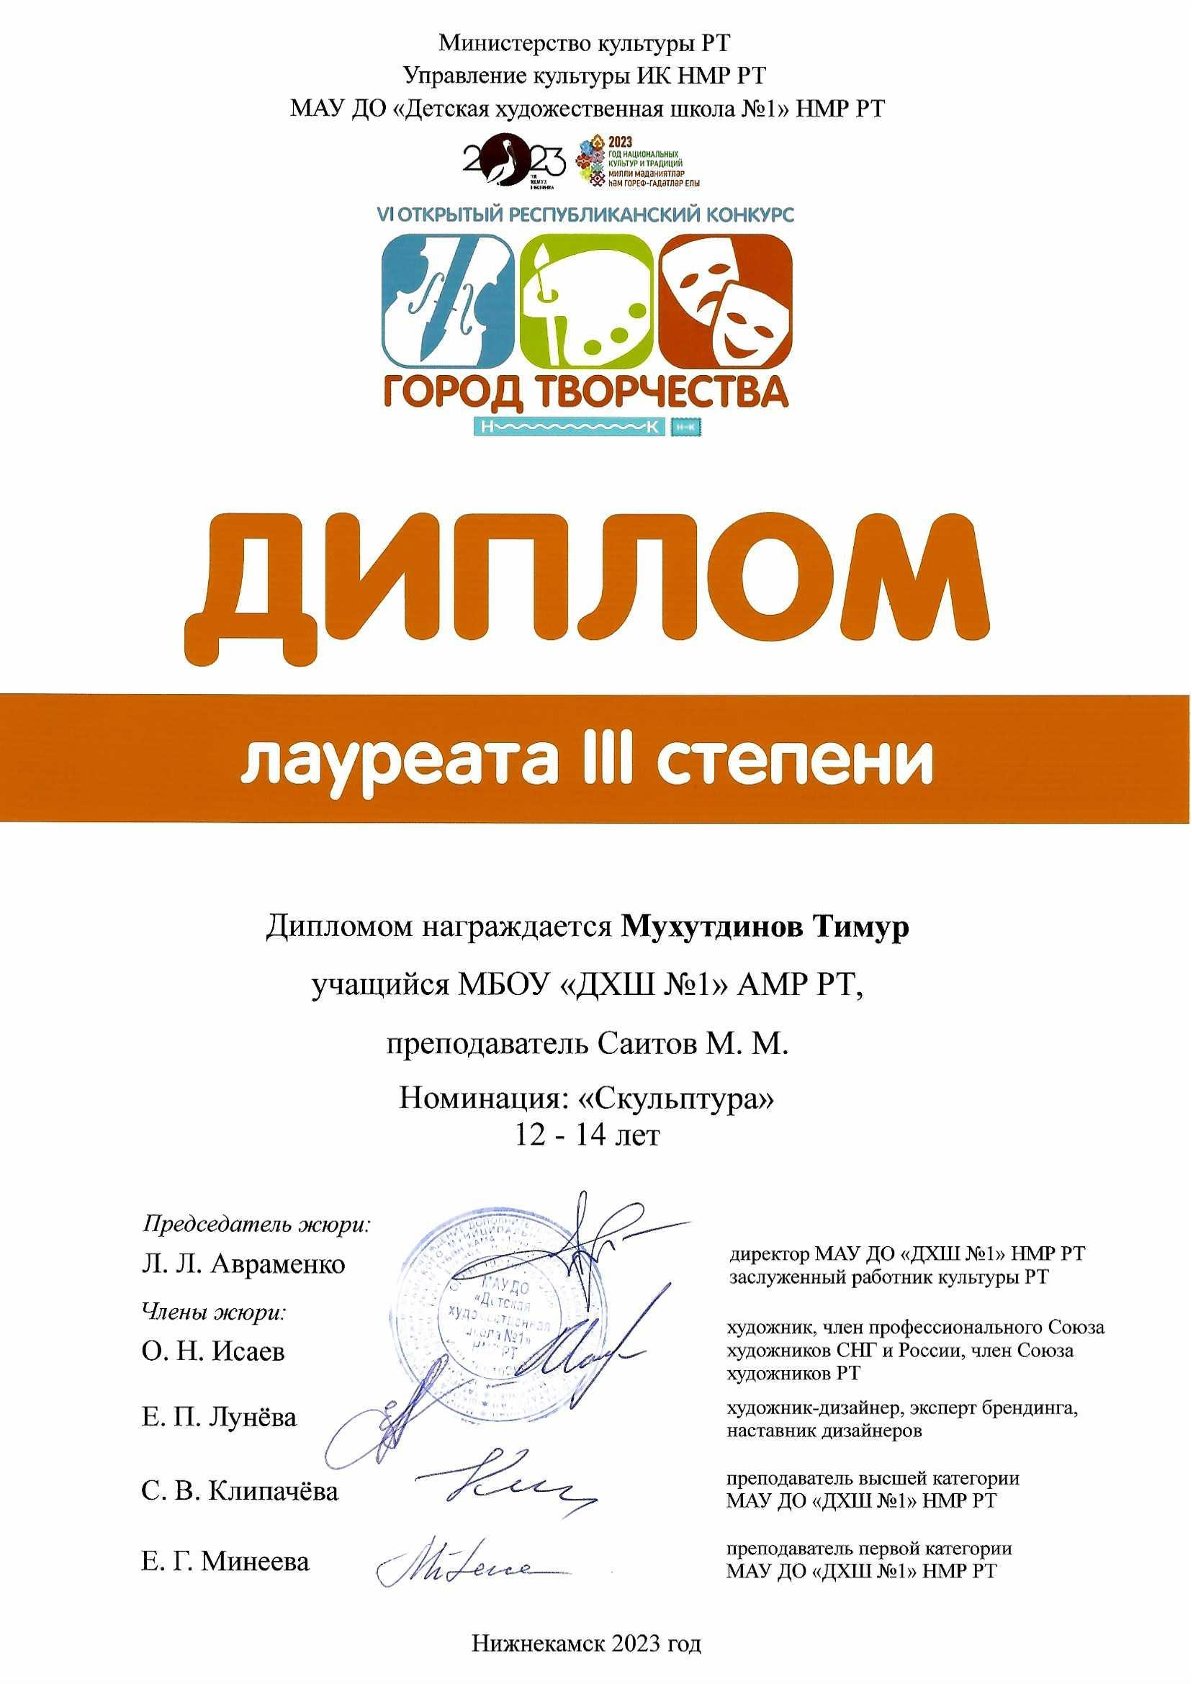 Министерство культуры РТ
Управление культуры ИК НМР РТ
МАУ ДО «Детская художественная школа №1» НМР РТ
2023
2023
ГОД НАЦИОНАЛЬНЫХ
КУЛЬТУР И ТРАДИЦИЙ
МИЛЛИ МӘДӘНИЯТЛӘР
ҺӘМ ГОРЕФ-ГАДӘТЛӘР ЕЛЫ
VI ОТКРЫТЫЙ РЕСПУБЛИКАНСКИЙ КОНКУРС
ГОРОД ТВОРЧЕСТВА
Н К Н К
ДИПЛОМ
лауреата III степени
Дипломом награждается Мухутдинов Тимур
учащийся МБОУ «ДХШ №1» АМР РТ,
преподаватель Саитов М. М.
Номинация: «Скульптура»
12 - 14 лет
Председатель жюри:
Л. Л. Авраменко
директор МАУ ДО «ДХШ №1» НМР РТ
заслуженный работник культуры РТ
Члены жюри:
О. Н. Исаев
художник, член профессионального Союза
художников СНГ и России, член Союза
художников РТ
Е. П. Лунёва
художник-дизайнер, эксперт брендинга,
наставник дизайнеров
С. В. Клипачёва
преподаватель высшей категории
МАУ ДО «ДХШ №1» НМР РТ
Е. Г. Минеева
преподаватель первой категории
МАУ ДО «ДХШ №1» НМР РТ
МАУ ДО
«Детская
художественная
школа №1»
НМР РТ
Нижнекамск 2023 год